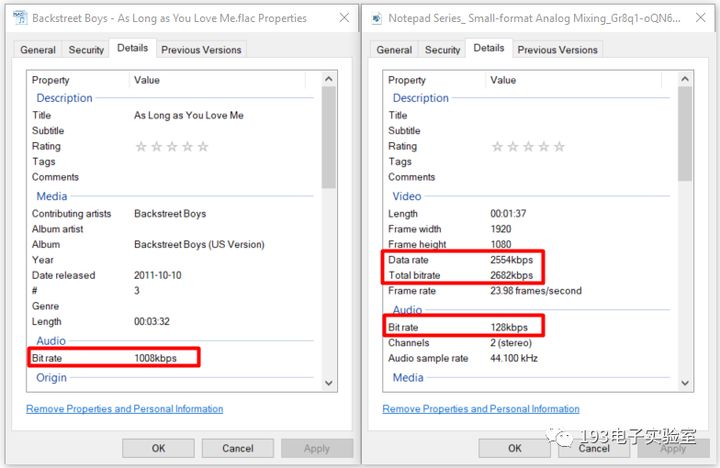 Backstreet Boys - As Long as You Love Me.flac Properties
General Security Details Previous Versions
Property Value
Description
Title As Long as You Love Me
Subtitle
Rating
Tags
Comments
Media
Contributing artists Backstreet Boys
Album artist
Album Backstreet Boys (US Version)
Year
Date released 2011-10-10
# 3
Genre
Length 00:03:32
Audio
Bit rate 1008kbps
Origin
Remove Properties and Personal Information
OK Cancel Apply
Notepad Series_ Small-format Analog Mixing_Gr8q1-oQN6...
General Security Details Previous Versions
Property Value
Description
Title
Subtitle
Rating
Tags
Comments
Video
Length 00:01:37
Frame width 1920
Frame height 1080
Data rate 2554kbps
Total bitrate 2682kbps
Frame rate 23.98 frames/second
Audio
Bit rate 128kbps
Channels 2 (stereo)
Audio sample rate 44.100 kHz
Media
Remove Properties and Personal Information
OK Cancel Apply
193电子实验室